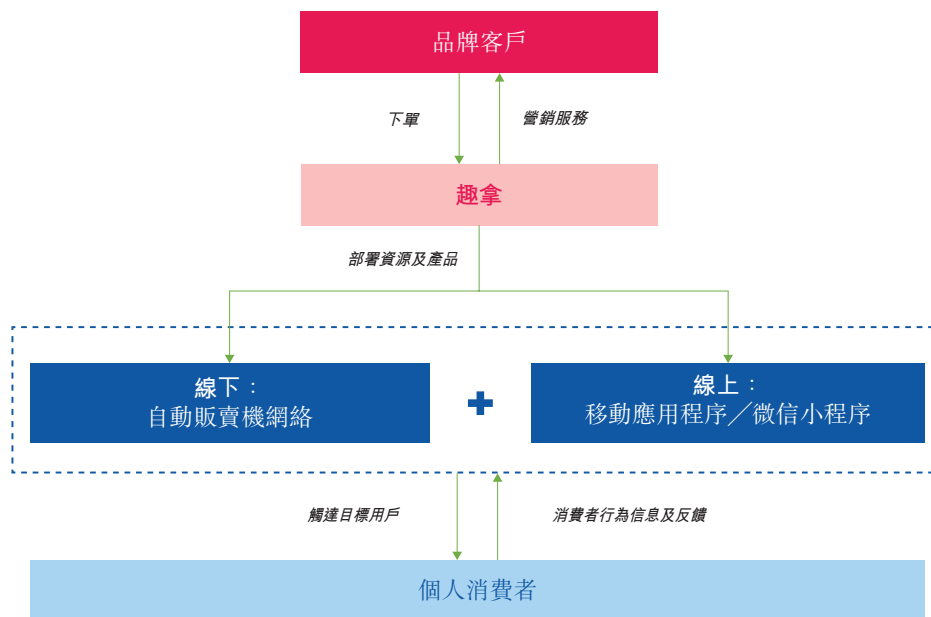 品牌客戶
下單
營銷服務
趣拿
部署資源及產品
線下：
自動販賣機網絡
線上：
移動應用程序╱微信小程序
觸達目標用戶
消費者行為信息及反饋
個人消費者